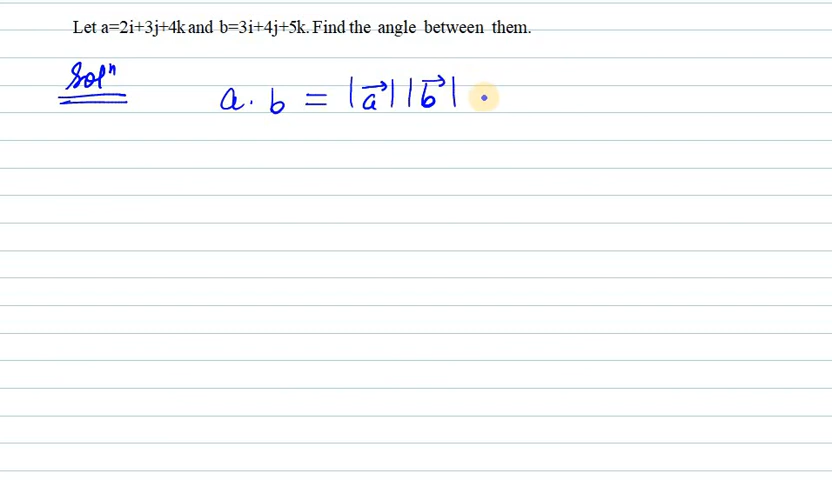 Let a=2i+3j+4k and b=3i+4j+5k. Find the angle between them.
Solⁿ
a . b = |a⃗| |b⃗|